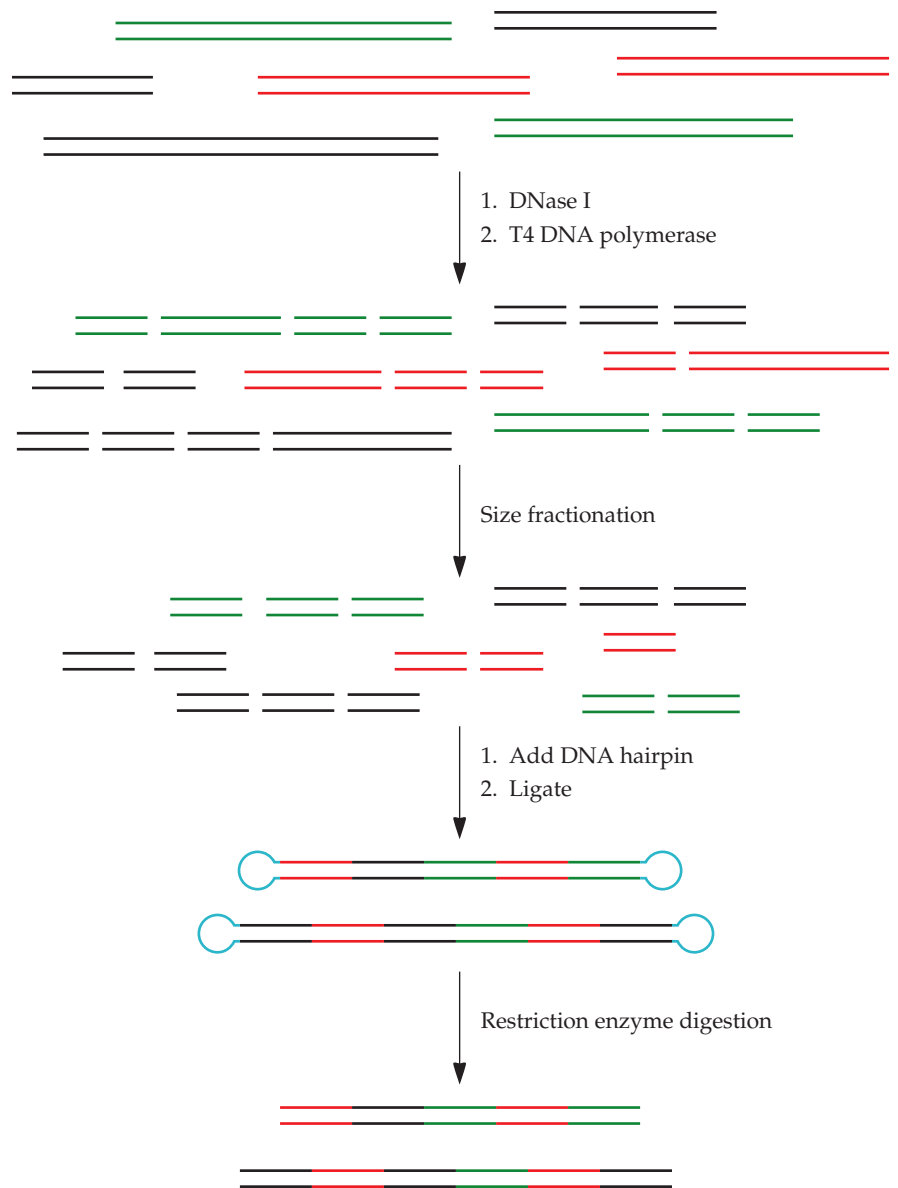 1. DNase I
2. T4 DNA polymerase
Size fractionation
1. Add DNA hairpin
2. Ligate
Restriction enzyme digestion